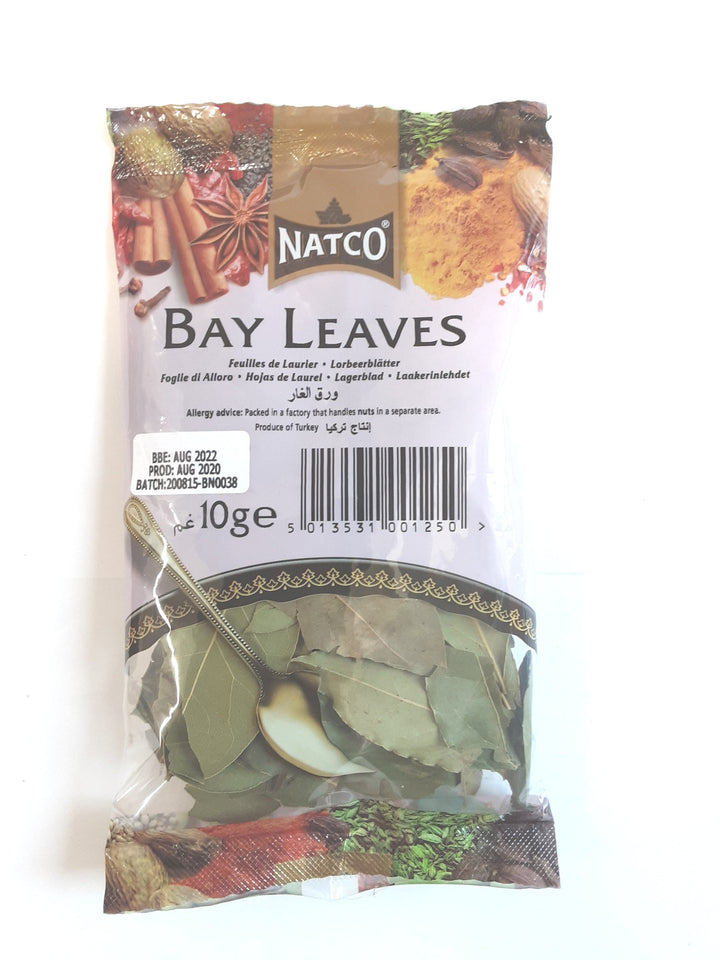 NATCO®
BAY LEAVES
Feuilles de Laurier • Lorbeerblätter
Foglie di Alloro • Hojas de Laurel • Lagerblad • Laakerinlehdet
ورق الغار
Allergy advice: Packed in a factory that handles nuts in a separate area.
Produce of Turkey إنتاج تركيا
BBE: AUG 2022
PROD: AUG 2020
BATCH:200815-BN0038
غم 10g e
5 013531 001250 >